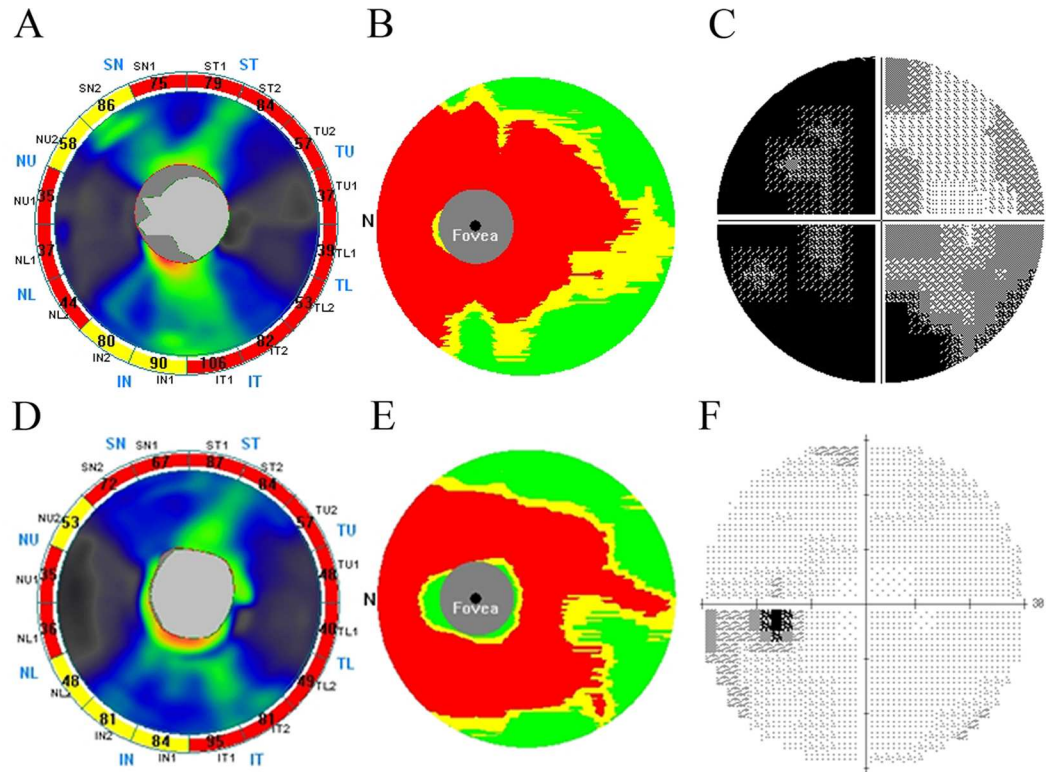 A
B
C
SN
SN1
ST1
ST
SN2
75
79
ST2
86
84
NU2
58
57
TU2
NU
TU
NU1
35
37
TU1
37
39
NL1
TL1
NL
44
53
TL
NL2
TL2
80
82
IN2
90
106
IT2
IN
IN1
IT1
IT
N
Fovea
D
E
F
SN
SN1
ST1
ST
SN2
67
87
ST2
72
84
NU2
53
57
TU2
NU
TU
NU1
35
48
TU1
36
40
NL1
TL1
NL
48
49
TL
NL2
TL2
81
81
IN2
84
95
IT2
IN
IN1
IT1
IT
N
Fovea
30